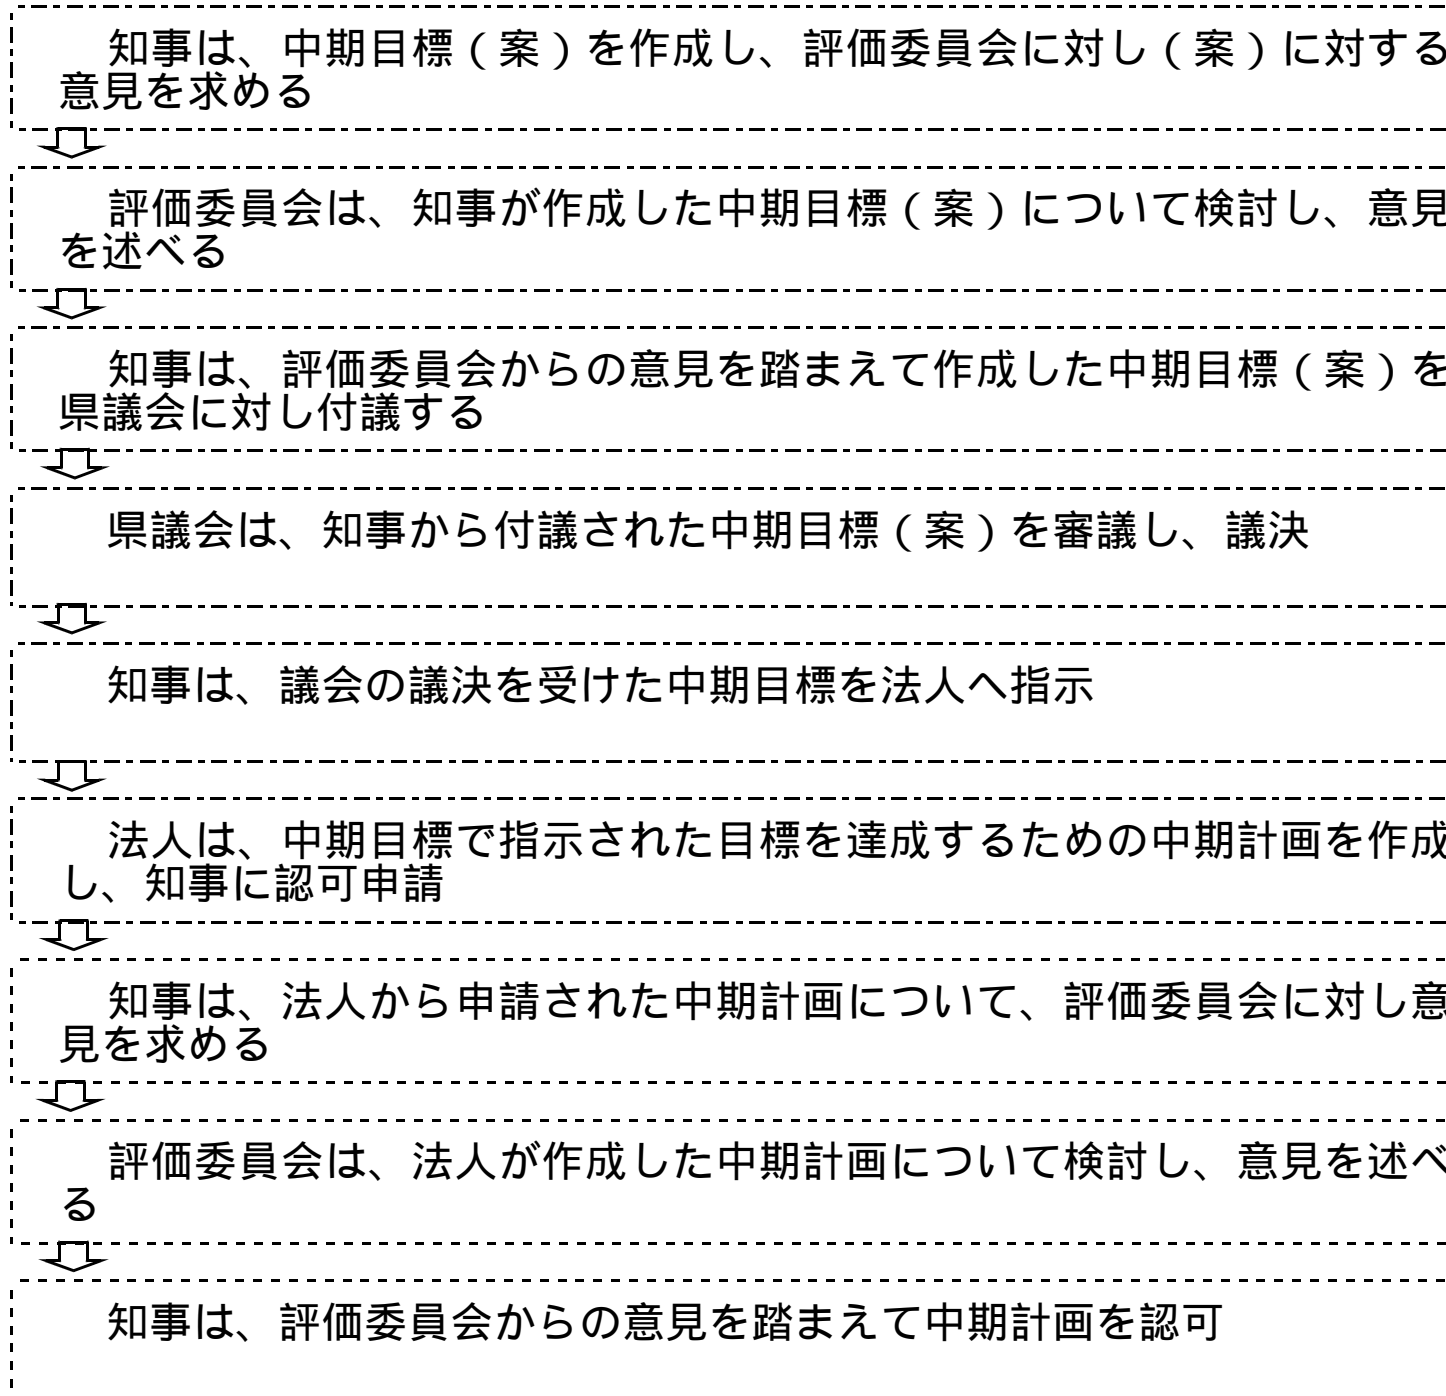 知事は、中期目標（案）を作成し、評価委員会に対し（案）に対する
意見を求める
評価委員会は、知事が作成した中期目標（案）について検討し、意見
を述べる
知事は、評価委員会からの意見を踏まえて作成した中期目標（案）を
県議会に対し付議する
県議会は、知事から付議された中期目標（案）を審議し、議決
知事は、議会の議決を受けた中期目標を法人へ指示
法人は、中期目標で指示された目標を達成するための中期計画を作成
し、知事に認可申請
知事は、法人から申請された中期計画について、評価委員会に対し意
見を求める
評価委員会は、法人が作成した中期計画について検討し、意見を述べ
る
知事は、評価委員会からの意見を踏まえて中期計画を認可